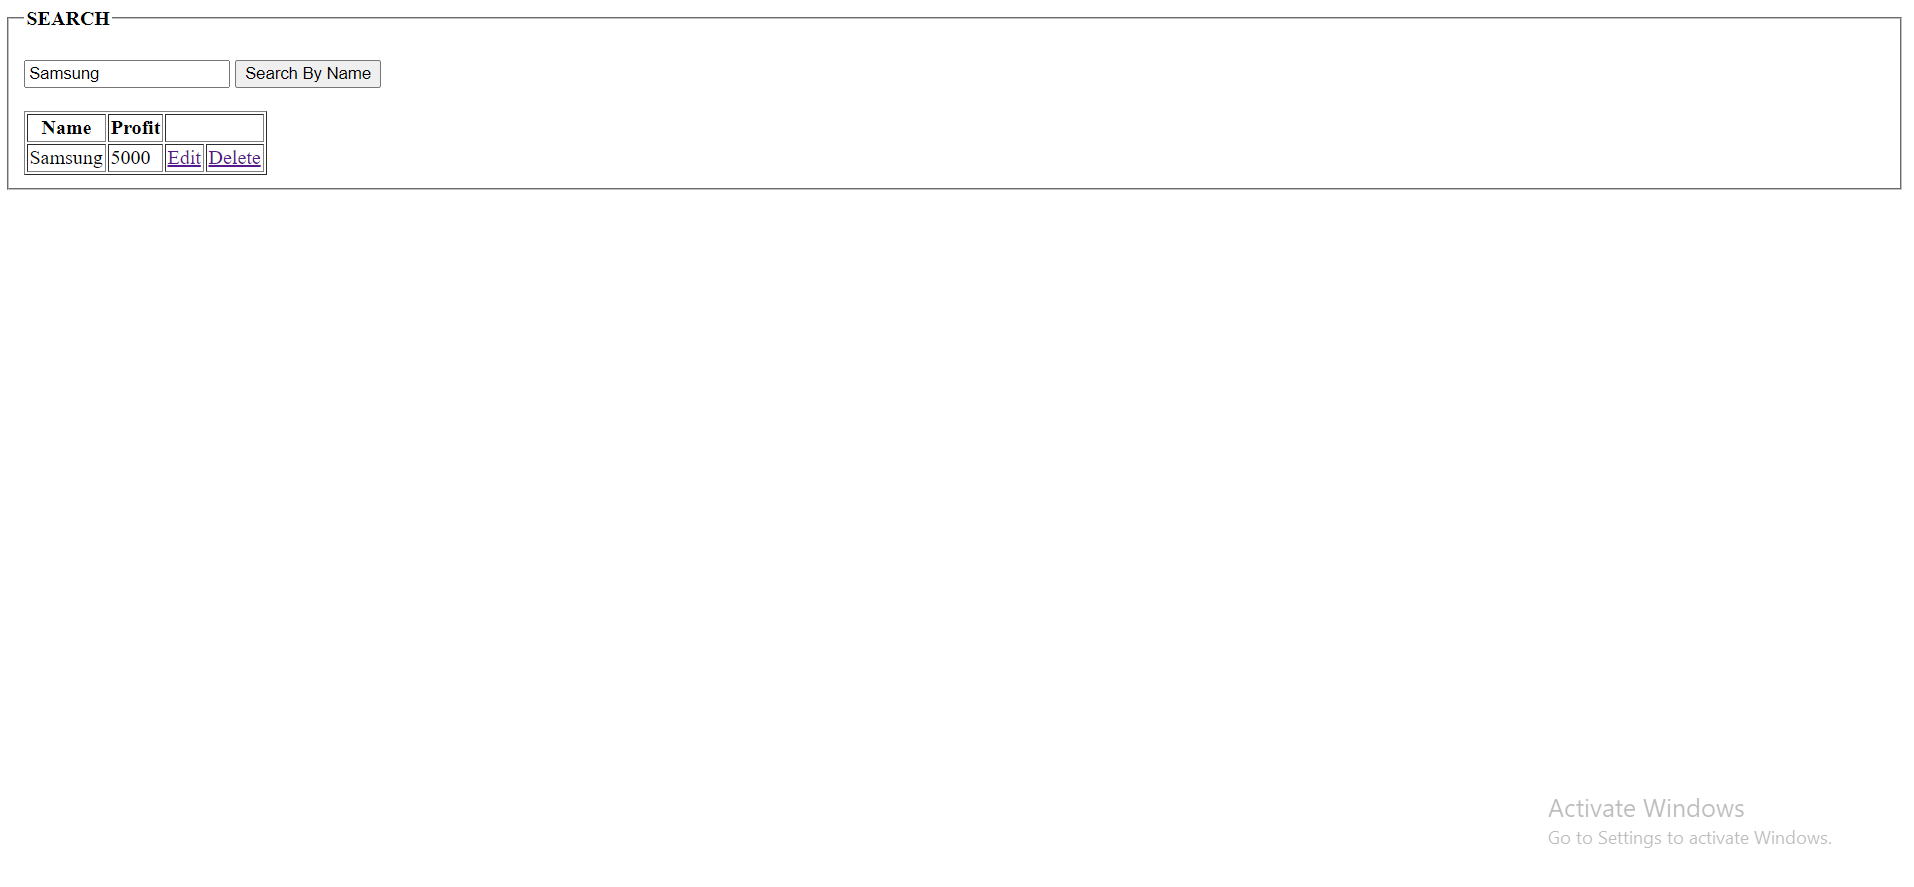 SEARCH
Samsung Search By Name
Name Profit
Samsung 5000 Edit Delete
Activate Windows
Go to Settings to activate Windows.